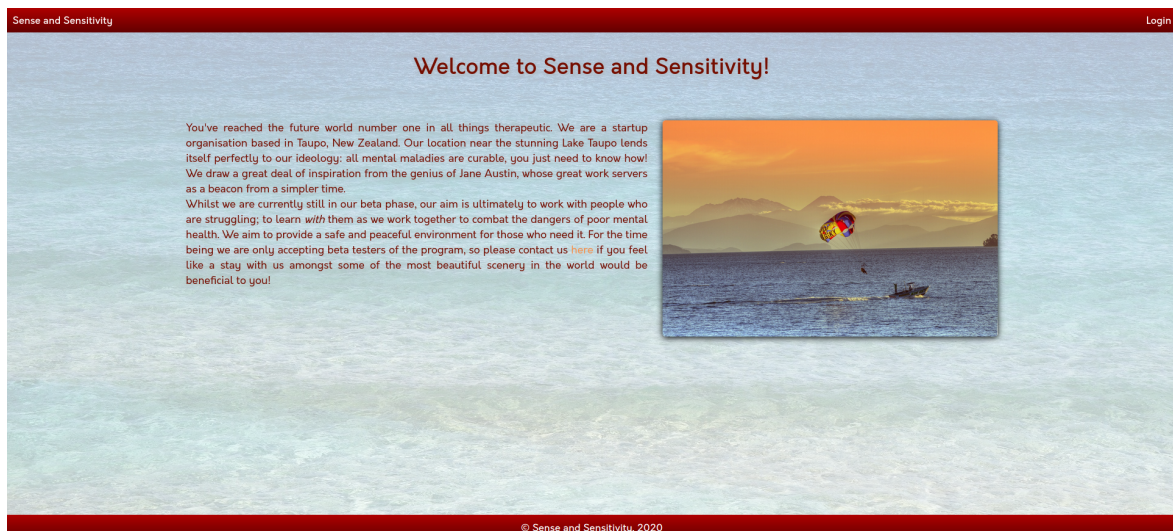 Sense and Sensitivity
Login
Welcome to Sense and Sensitivity!
You've reached the future world number one in all things therapeutic. We are a startup
organisation based in Taupo, New Zealand. Our location near the stunning Lake Taupo lends
itself perfectly to our ideology: all mental maladies are curable, you just need to know how!
We draw a great deal of inspiration from the genius of Jane Austin, whose great work servers
as a beacon from a simpler time.
Whilst we are currently still in our beta phase, our aim is ultimately to work with people who
are struggling; to learn with them as we work together to combat the dangers of poor mental
health. We aim to provide a safe and peaceful environment for those who need it. For the time
being we are only accepting beta testers of the program, so please contact us here if you feel
like a stay with us amongst some of the most beautiful scenery in the world would be
beneficial to you!
© Sense and Sensitivity, 2020